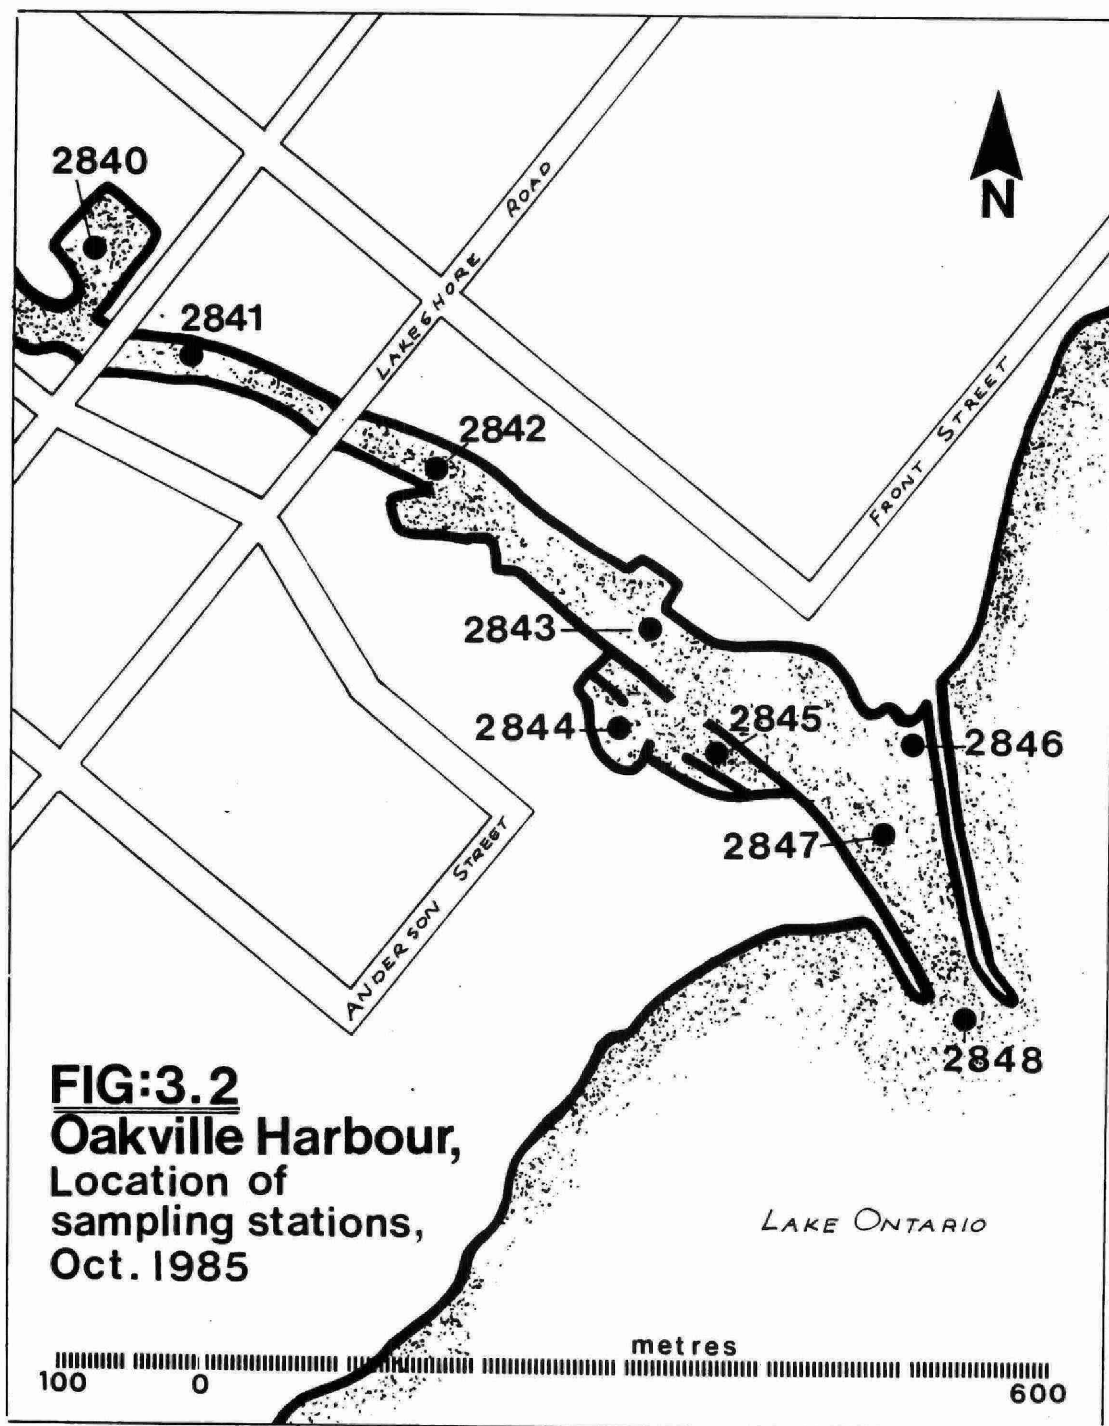 2840
N
LAKESHORE ROAD
2841
2842
FRONT STREET
2843
2844
2845
2846
2847
ANDERSON STREET
2848
FIG:3.2
Oakville Harbour,
Location of
sampling stations,
Oct. 1985
LAKE ONTARIO
metres
100
0
600